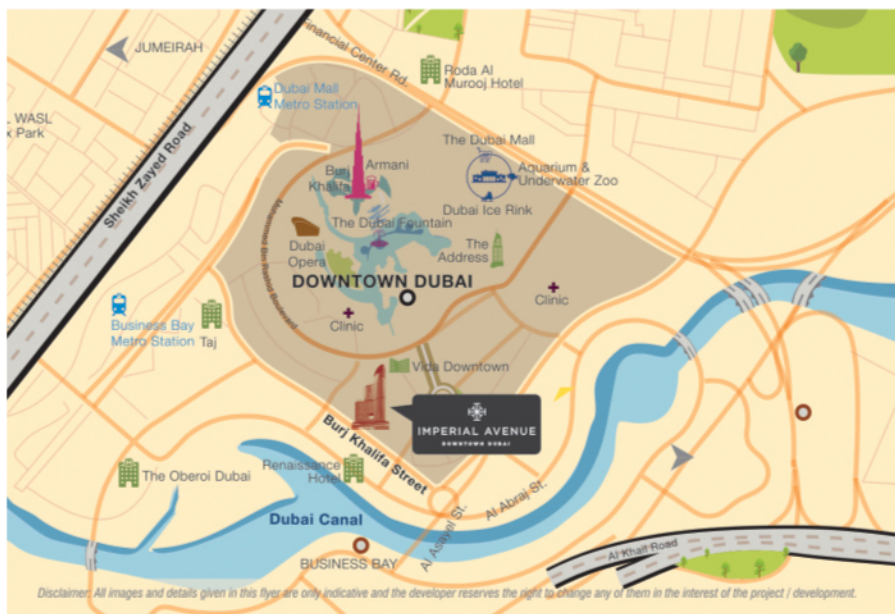 JUMEIRAH
Financial Center Rd.
Roda Al
Murooj Hotel
Dubai Mall
Metro Station
L WASL
x Park
Sheikh Zayed Road
The Dubai Mall
Burj
Khalifa
Armani
Aquarium &
Underwater Zoo
Dubai Ice Rink
The Dubai Fountain
Dubai
Opera
The
Address
Mohammed Bin Rashid Boulevard
DOWNTOWN DUBAI
Clinic
Clinic
Business Bay
Metro Station
Taj
Vida Downtown
IMPERIAL AVENUE
DOWNTOWN DUBAI
Burj Khalifa Street
The Oberoi Dubai
Renaissance
Hotel
Al Abraj St.
Al Asayel St.
Dubai Canal
BUSINESS BAY
Al Khail Road
Disclaimer: All images and details given in this flyer are only indicative and the developer reserves the right to change any of them in the interest of the project / development.